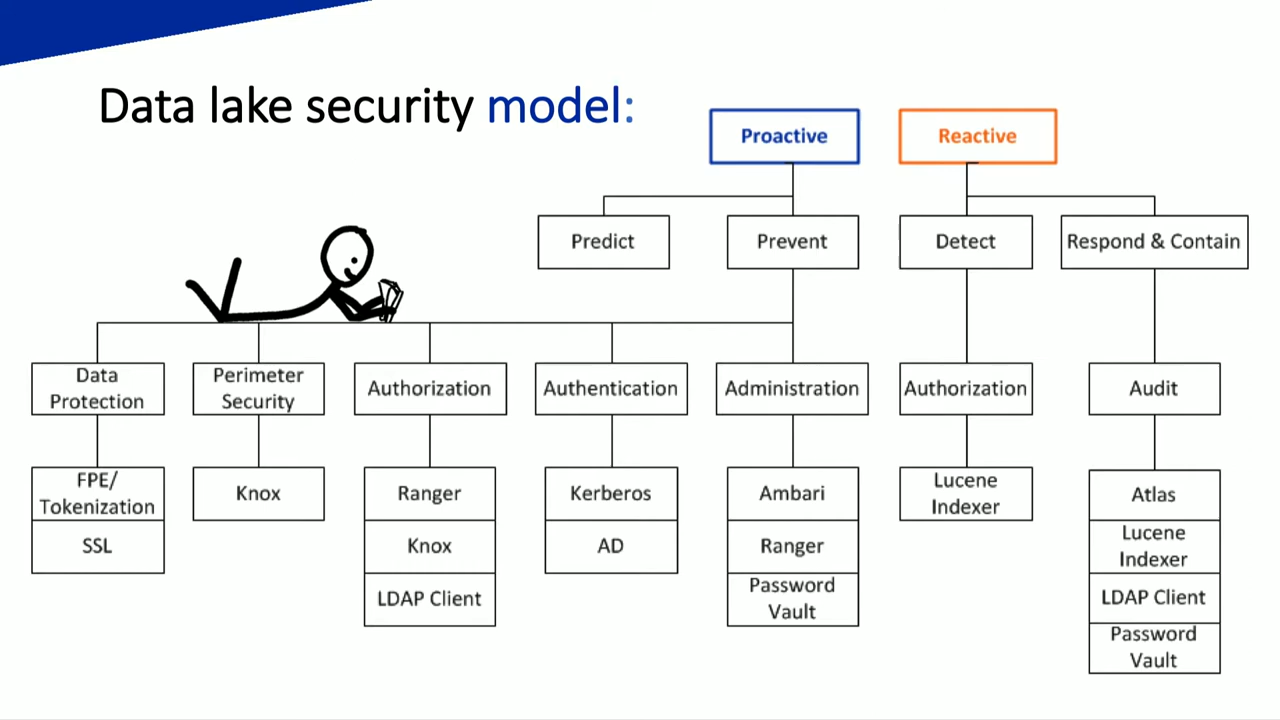 Data lake security model:
Proactive
Reactive
Predict
Prevent
Detect
Respond & Contain
Data
Protection
Perimeter
Security
Authorization
Authentication
Administration
Authorization
Audit
FPE/
Tokenization
SSL
Knox
Ranger
Knox
LDAP Client
Kerberos
AD
Ambari
Ranger
Password
Vault
Lucene
Indexer
Atlas
Lucene
Indexer
LDAP Client
Password
Vault